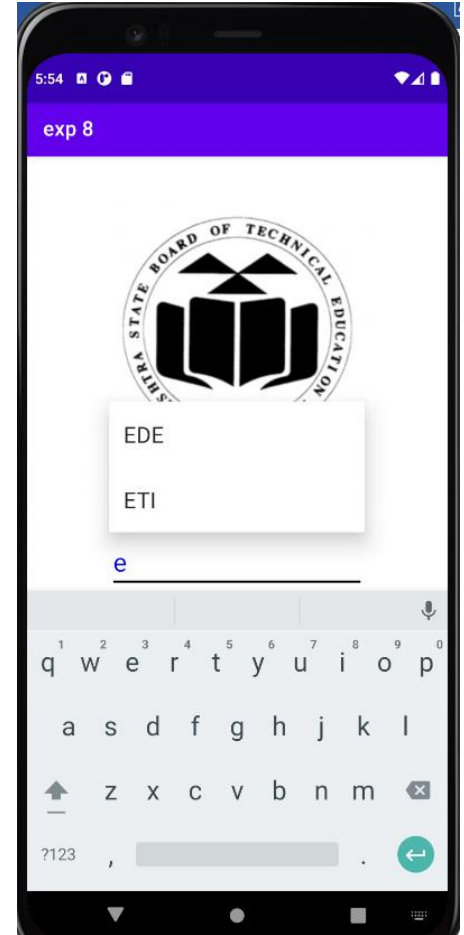 5:54
exp 8
SHTRA STATE BOARD OF TECHNICAL EDUCATION
EDE
ETI
e
1 2 3 4 5 6 7 8 9 0
q w e r t y u i o p
a s d f g h j k l
z x c v b n m
?123 , .